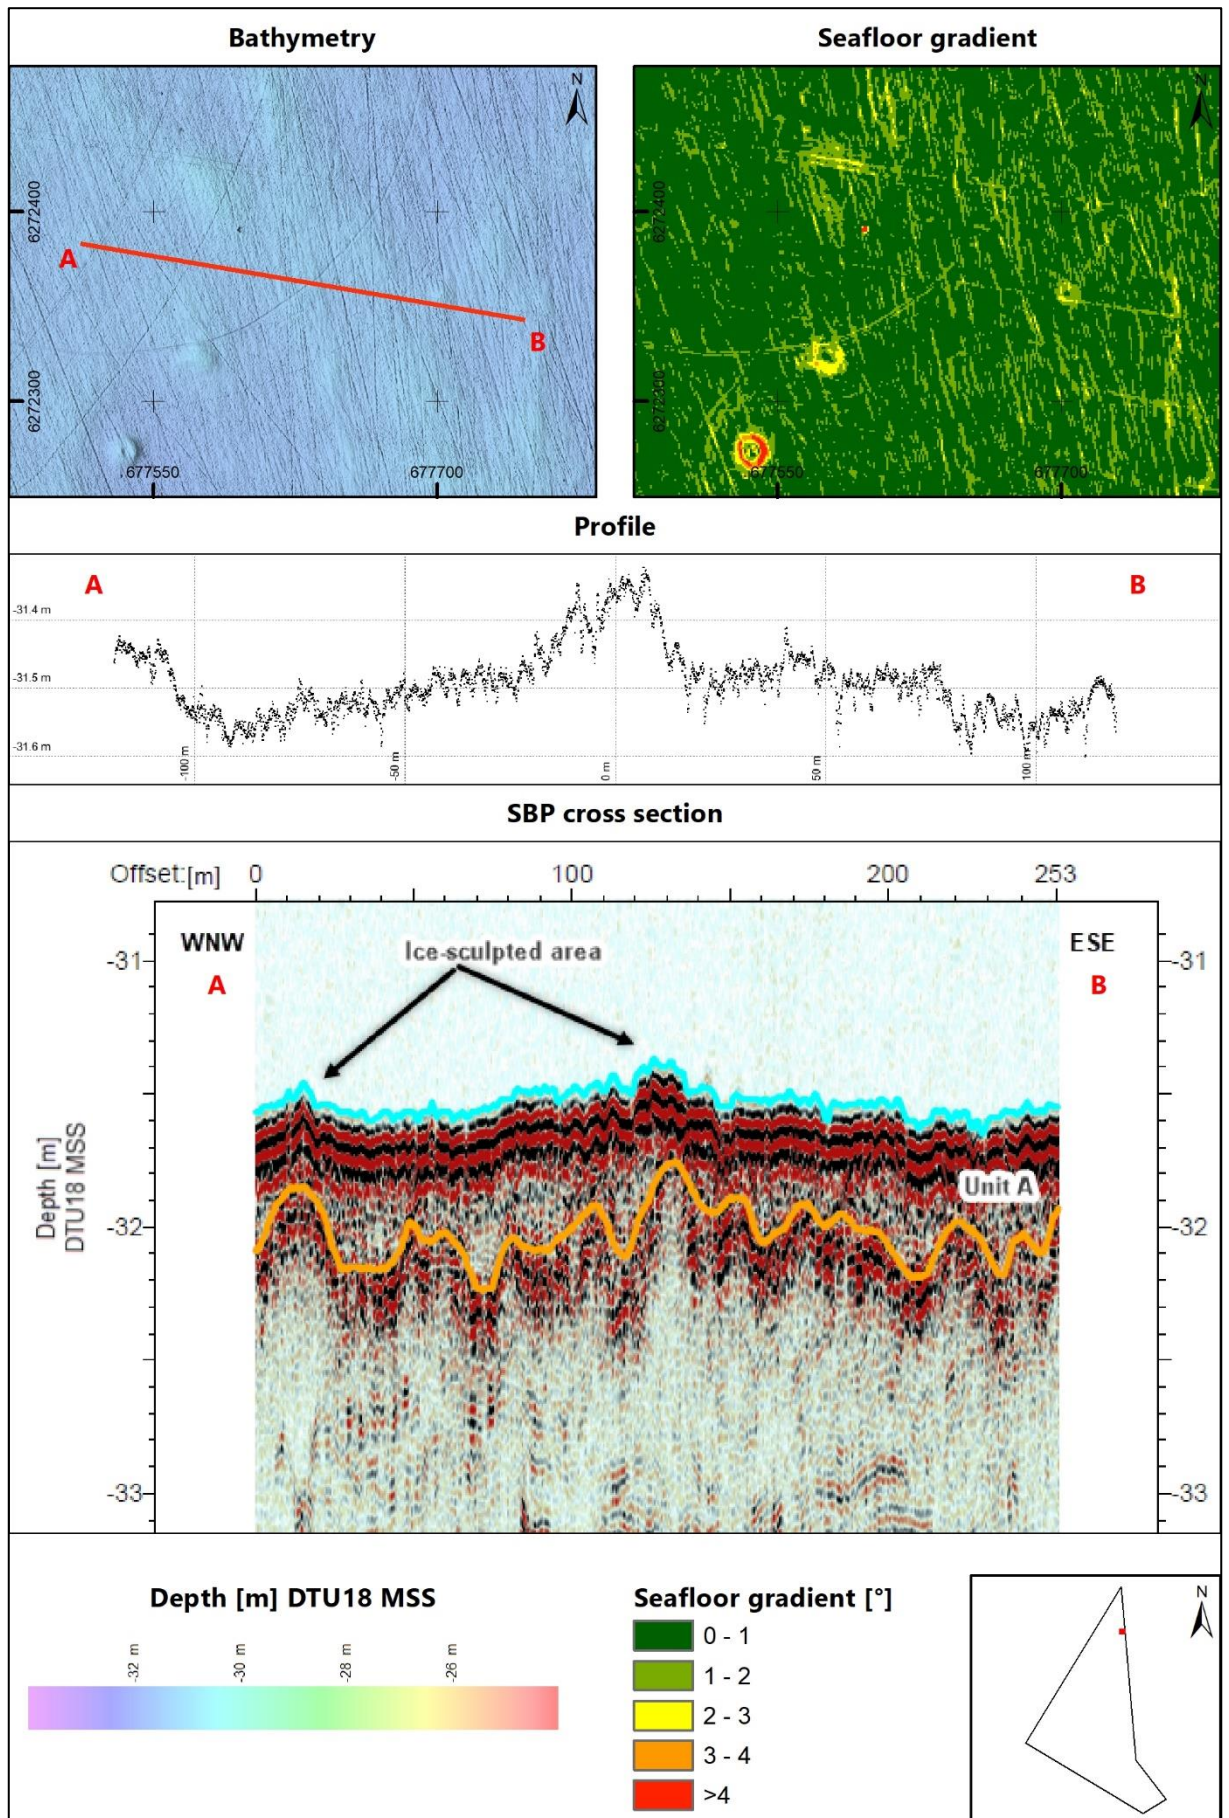 Bathymetry
Seafloor gradient
N
N
6272400
6272400
A
B
6272300
6272300
677550
677700
677550
677700
Profile
A
B
-31.4 m
-31.5 m
-31.6 m
-100 m
-50 m
0 m
50 m
100 m
SBP cross section
Offset:[m] 0 100 200 253
WNW
Ice-sculpted area
ESE
-31
-31
A
B
Depth [m]
DTU18 MSS
Unit A
-32
-32
-33
-33
Depth [m] DTU18 MSS
-32 m
-30 m
-28 m
-26 m
Seafloor gradient [°]
0 - 1
1 - 2
2 - 3
3 - 4
>4
N